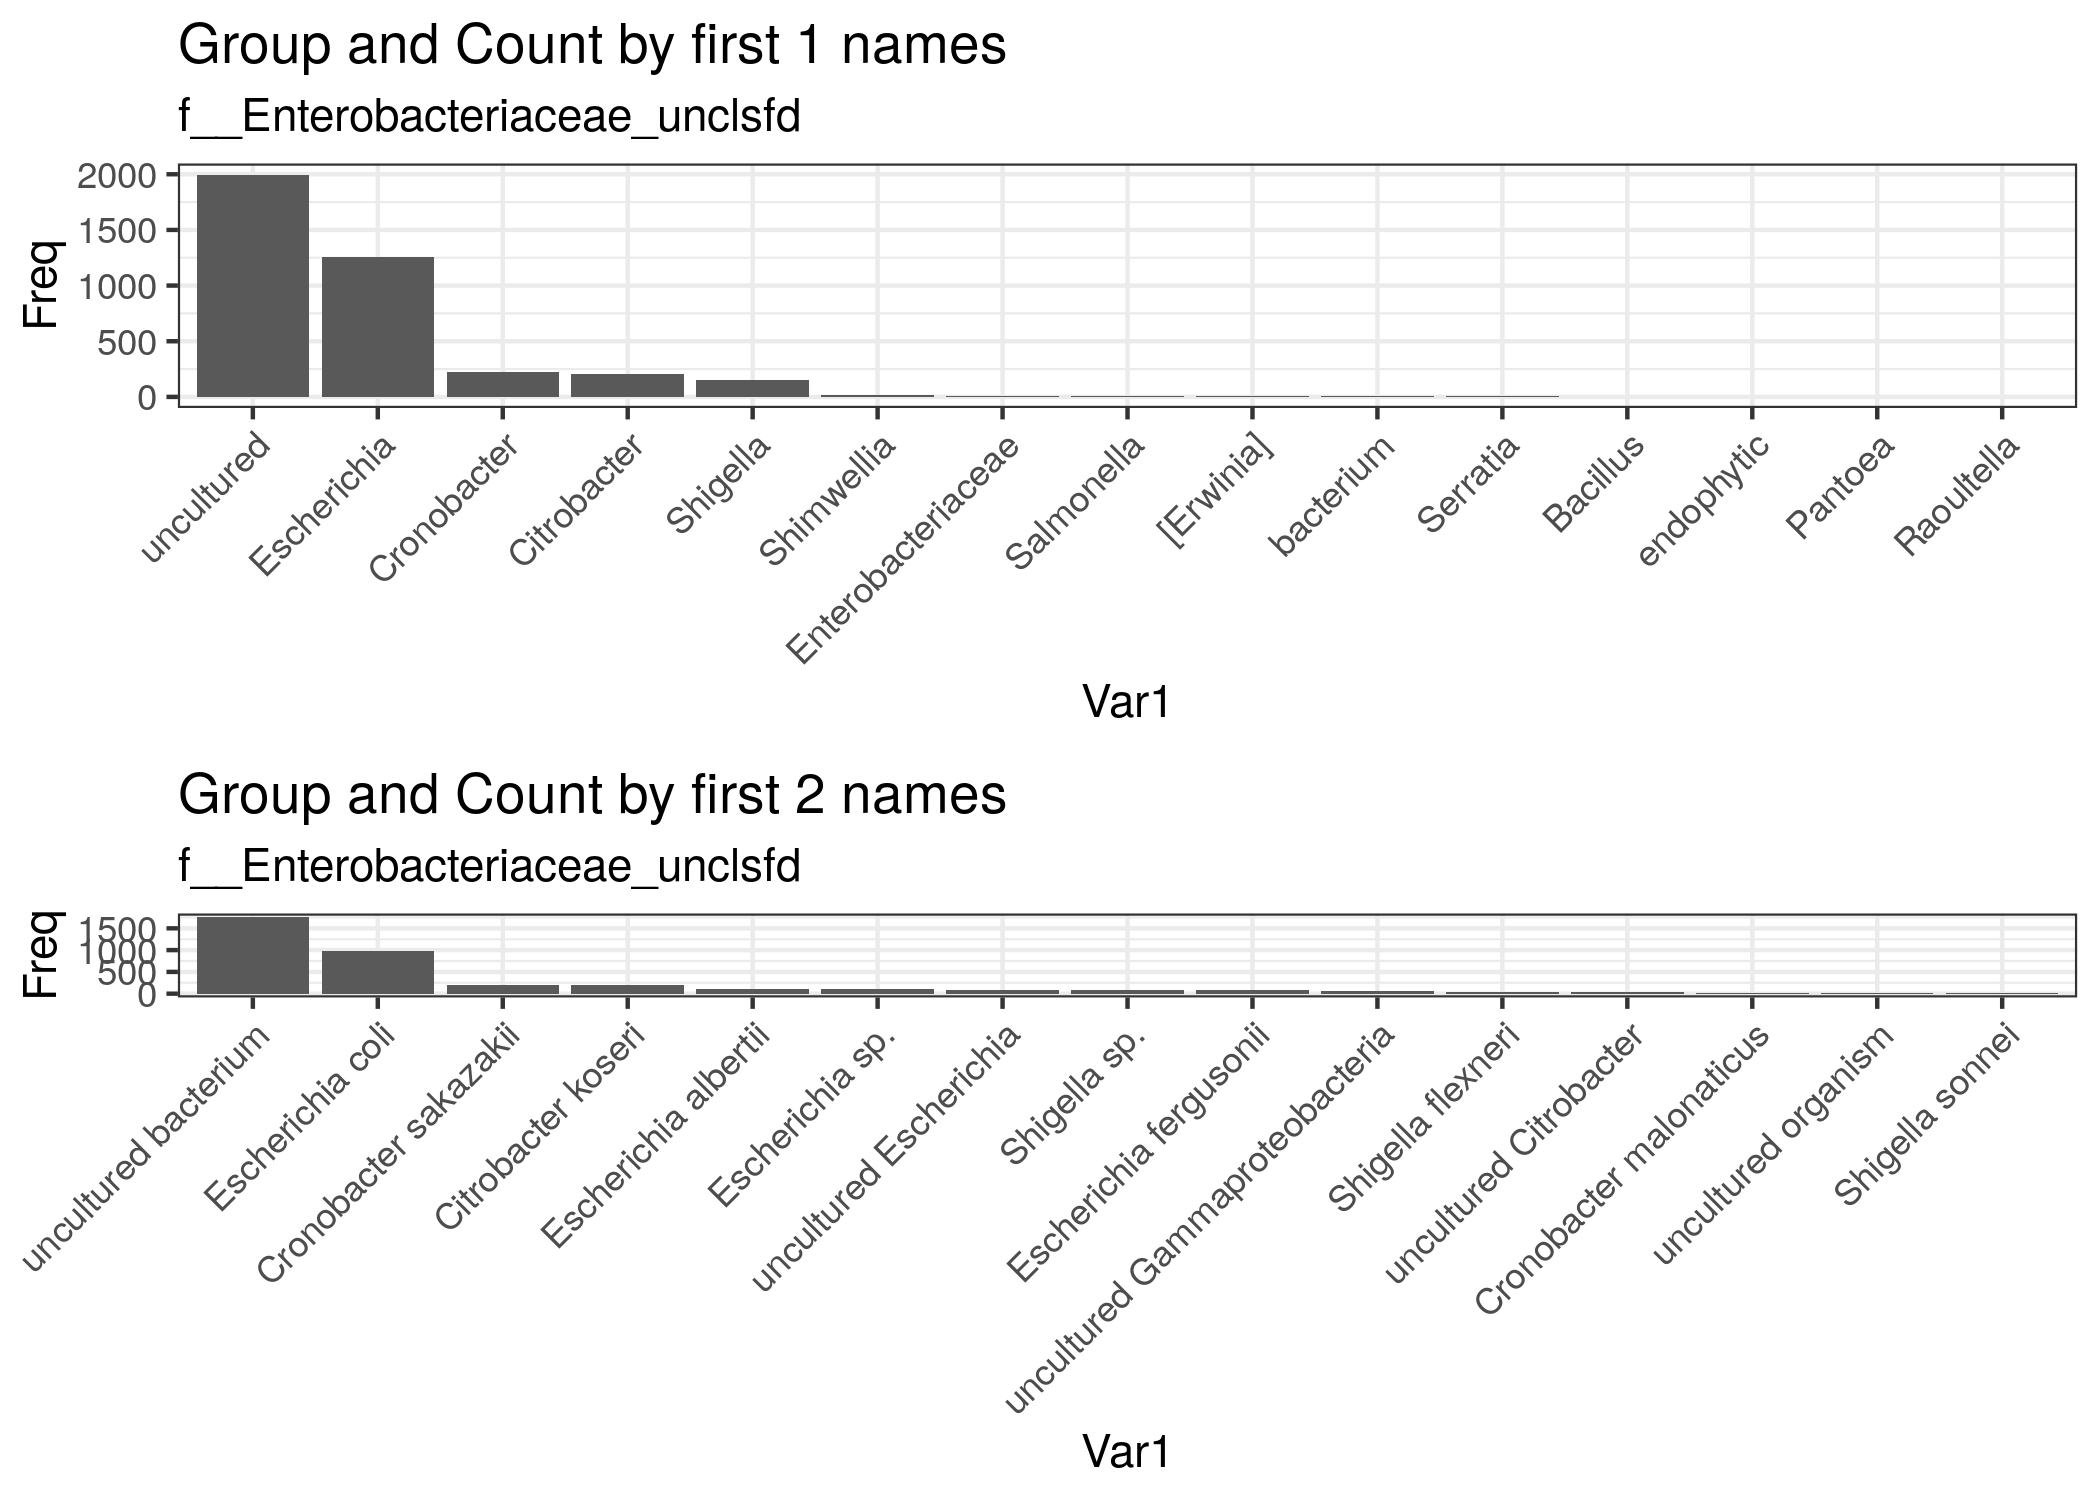 Group and Count by first 1 names
f__Enterobacteriaceae_unclsfd
Freq
2000
1500
1000
500
0
uncultured
Escherichia
Cronobacter
Citrobacter
Shigella
Shimwellia
Enterobacteriaceae
Salmonella
[Erwinia]
bacterium
Serratia
Bacillus
endophytic
Pantoea
Raoultella
Var1
Group and Count by first 2 names
f__Enterobacteriaceae_unclsfd
Freq
1500
1000
500
0
uncultured bacterium
Escherichia coli
Cronobacter sakazakii
Citrobacter koseri
Escherichia albertii
Escherichia sp.
uncultured Escherichia
Shigella sp.
Escherichia fergusonii
uncultured Gammaproteobacteria
Shigella flexneri
uncultured Citrobacter
Cronobacter malonaticus
uncultured organism
Shigella sonnei
Var1